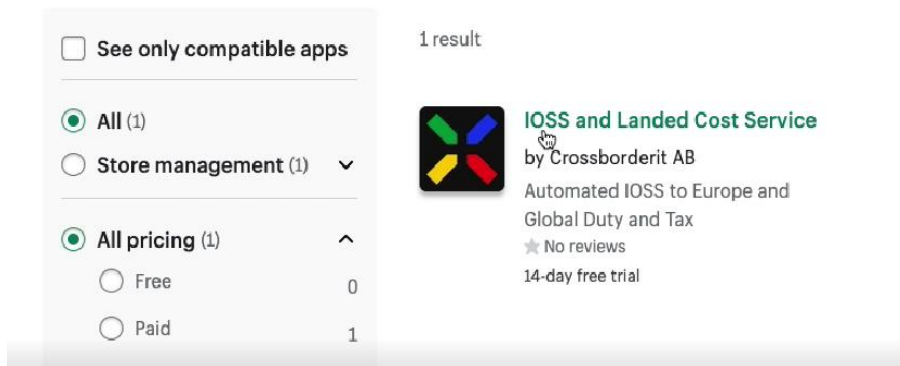 See only compatible apps
All (1)
Store management (1)
All pricing (1)
Free 0
Paid 1
1 result
IOSS and Landed Cost Service
by Crossborderit AB
Automated IOSS to Europe and
Global Duty and Tax
No reviews
14-day free trial